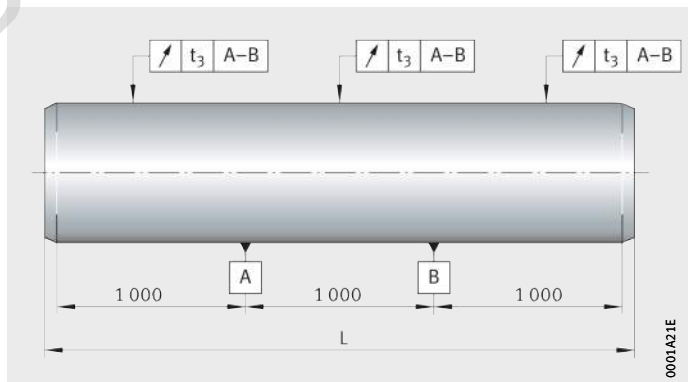 ↗ t3 A–B ↗ t3 A–B ↗ t3 A–B
A B
1 000 1 000 1 000
L
0001A21E